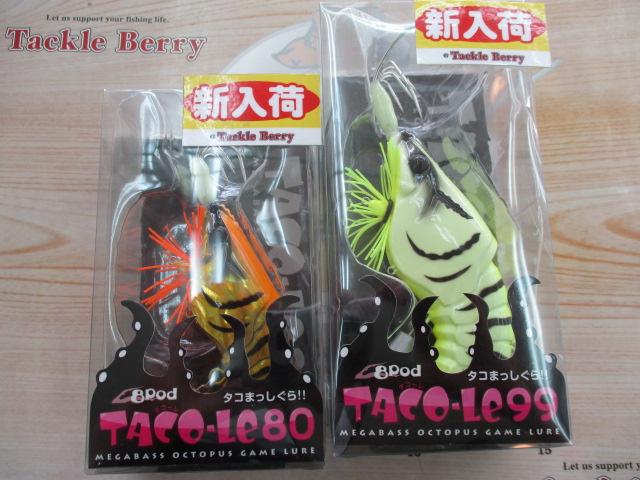 Let us support your fishing life.
Tackle Berry
新入荷
Tackle Berry
新入荷
Tackle Berry
8pod
タコまっしぐら!!
TACO-Le80
MEGABASS OCTOPUS GAME LURE
8pod
タコまっしぐら!!
TACO-Le99
MEGABASS OCTOPUS GAME LURE
15
Let us support your
T